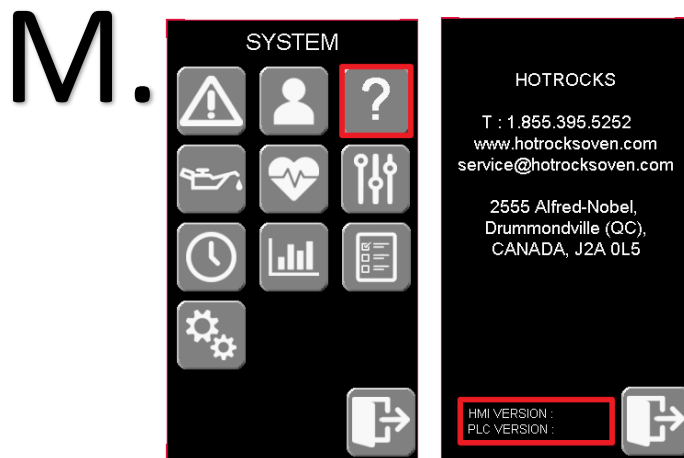 M.
SYSTEM
?
HOTROCKS
T : 1.855.395.5252
www.hotrocksoven.com
service@hotrocksoven.com
2555 Alfred-Nobel,
Drummondville (QC),
CANADA, J2A 0L5
HMI VERSION :
PLC VERSION :